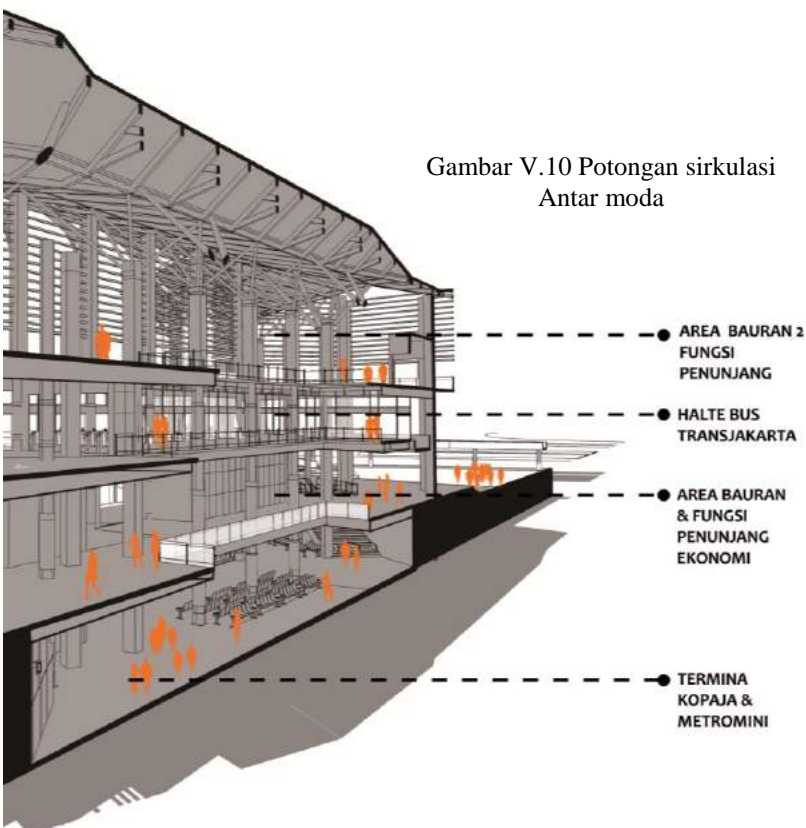 Gambar V.10 Potongan sirkulasi
Antar moda
AREA BAURAN 2
FUNGSI
PENUNJANG
HALTE BUS
TRANSJAKARTA
AREA BAURAN
& FUNGSI
PENUNJANG
EKONOMI
TERMINA
KOPAJA &
METROMINI